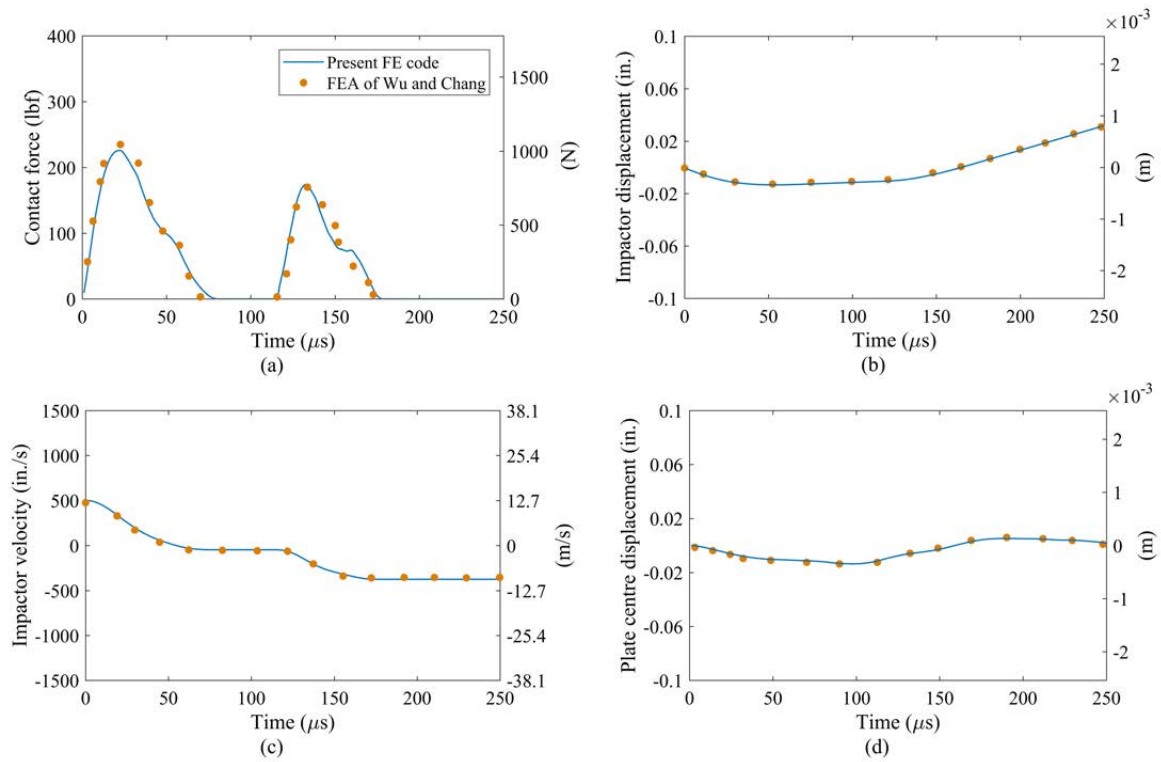 400
300
200
100
0
Contact force (lbf)
1500
1000
500
0
(N)
Present FE code
FEA of Wu and Chang
0 50 100 150 200 250
Time (μs)
(a)
×10⁻³
0.1
0.06
0.02
-0.02
-0.06
-0.1
Impactor displacement (in.)
2
1
0
-1
-2
(m)
0 50 100 150 200 250
Time (μs)
(b)
1500
1000
500
0
-500
-1000
-1500
Impactor velocity (in./s)
38.1
25.4
12.7
0
-12.7
-25.4
-38.1
(m/s)
0 50 100 150 200 250
Time (μs)
(c)
×10⁻³
0.1
0.06
0.02
-0.02
-0.06
-0.1
Plate centre displacement (in.)
2
1
0
-1
-2
(m)
0 50 100 150 200 250
Time (μs)
(d)